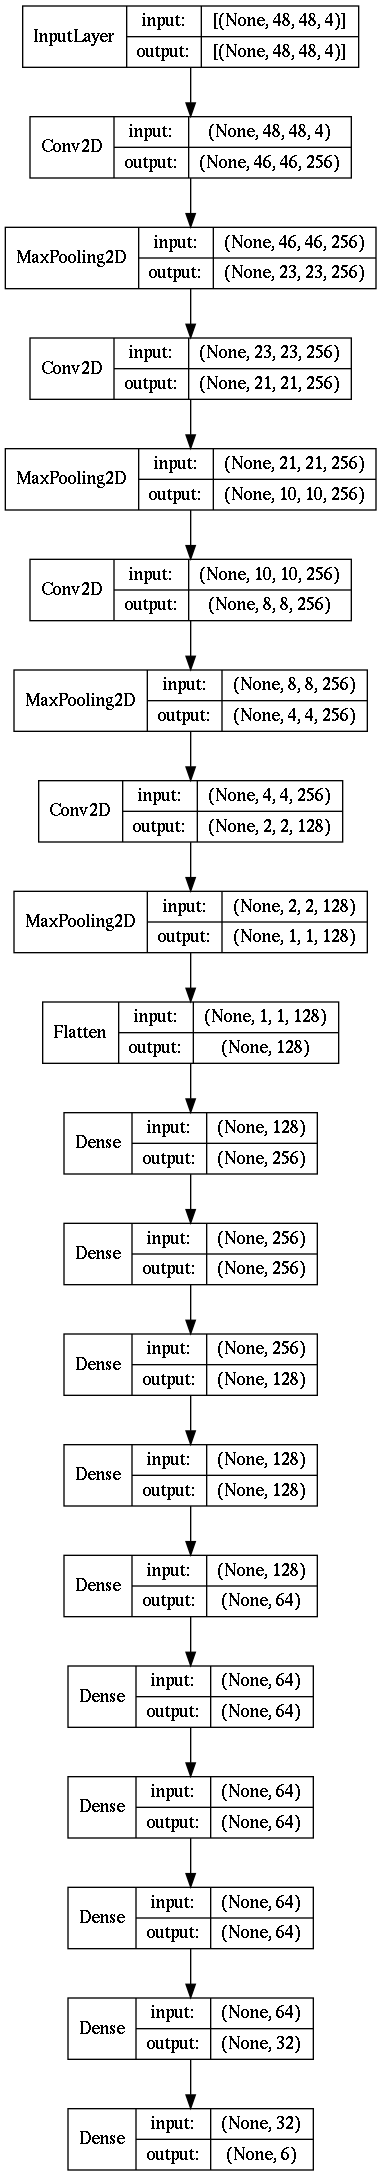 InputLayer input: [(None, 48, 48, 4)]
output: [(None, 48, 48, 4)]
Conv2D input: (None, 48, 48, 4)
output: (None, 46, 46, 256)
MaxPooling2D input: (None, 46, 46, 256)
output: (None, 23, 23, 256)
Conv2D input: (None, 23, 23, 256)
output: (None, 21, 21, 256)
MaxPooling2D input: (None, 21, 21, 256)
output: (None, 10, 10, 256)
Conv2D input: (None, 10, 10, 256)
output: (None, 8, 8, 256)
MaxPooling2D input: (None, 8, 8, 256)
output: (None, 4, 4, 256)
Conv2D input: (None, 4, 4, 256)
output: (None, 2, 2, 128)
MaxPooling2D input: (None, 2, 2, 128)
output: (None, 1, 1, 128)
Flatten input: (None, 1, 1, 128)
output: (None, 128)
Dense input: (None, 128)
output: (None, 256)
Dense input: (None, 256)
output: (None, 256)
Dense input: (None, 256)
output: (None, 128)
Dense input: (None, 128)
output: (None, 128)
Dense input: (None, 128)
output: (None, 64)
Dense input: (None, 64)
output: (None, 64)
Dense input: (None, 64)
output: (None, 64)
Dense input: (None, 64)
output: (None, 64)
Dense input: (None, 64)
output: (None, 32)
Dense input: (None, 32)
output: (None, 6)